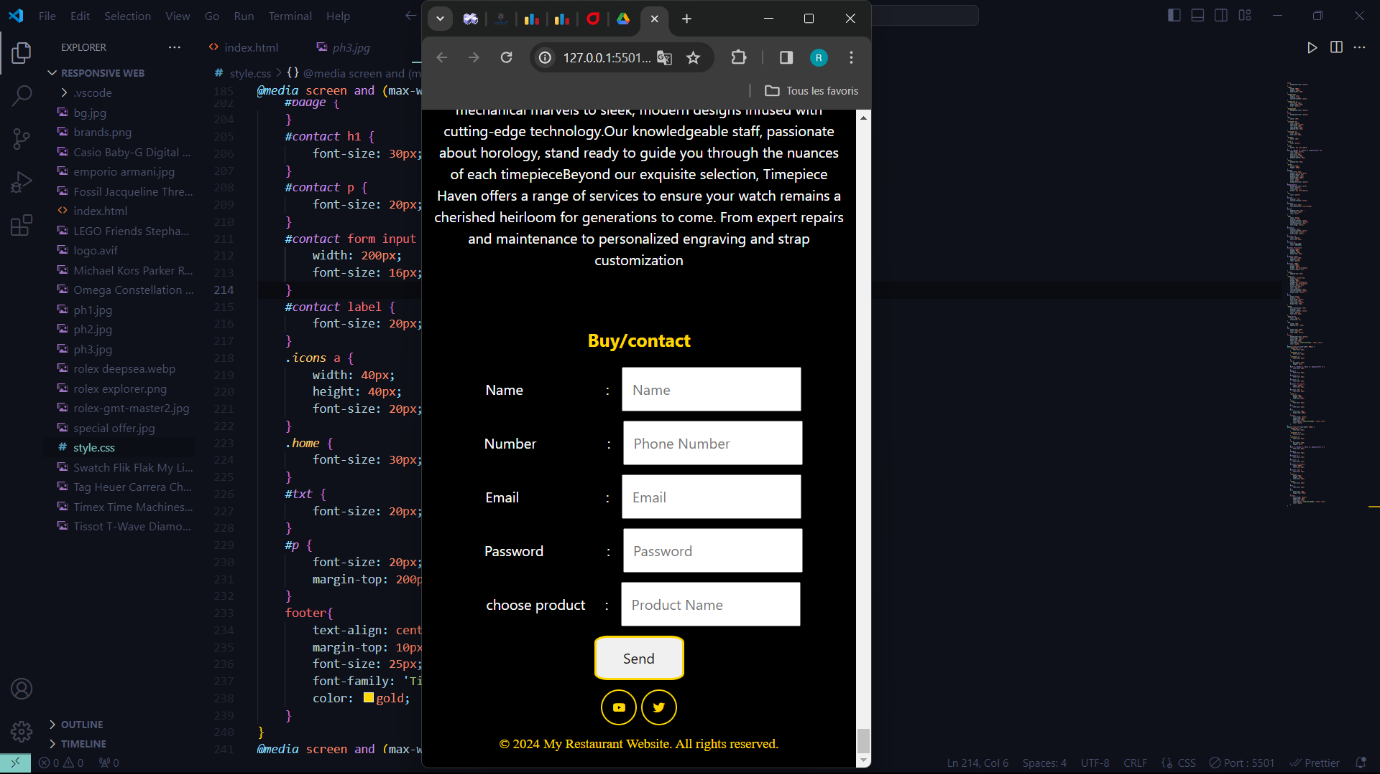 File Edit Selection View Go Run Terminal Help
EXPLORER
RESPONSIVE WEB
.vscode
bg.jpg
brands.png
Casio Baby-G Digital ...
emporio armani.jpg
Fossil Jacqueline Thre...
index.html
LEGO Friends Stepha...
logo.avif
Michael Kors Parker R...
Omega Constellation ...
ph1.jpg
ph2.jpg
ph3.jpg
rolex deepsea.webp
rolex explorer.png
rolex-gmt-master2.jpg
special offer.jpg
# style.css
Swatch Flik Flak My Li...
Tag Heuer Carrera Ch...
Timex Time Machines...
Tissot T-Wave Diamo...
OUTLINE
TIMELINE
index.html ph3.jpg
# style.css > {} @media screen and (m
185 @media screen and (max-w
202 #badge {
204 }
205 #contact h1 {
206 font-size: 30px;
207 }
208 #contact p {
209 font-size: 20px;
210 }
211 #contact form input
212 width: 200px;
213 font-size: 16px;
214 }
215 #contact label {
216 font-size: 20px;
217 }
218 .icons a {
219 width: 40px;
220 height: 40px;
221 font-size: 20px;
222 }
223 .home {
224 font-size: 30px;
225 }
226 #txt {
227 font-size: 20px;
228 }
229 #p {
230 font-size: 20px;
231 margin-top: 200p
232 }
233 footer{
234 text-align: cent
235 margin-top: 10px
236 font-size: 25px;
237 font-family: 'Ti
238 color: gold;
239 }
240 }
241 @media screen and (max-w
127.0.0.1:5501...
R
Tous les favoris
mechanical marvels to sleek, modern designs infused with
cutting-edge technology.Our knowledgeable staff, passionate
about horology, stand ready to guide you through the nuances
of each timepieceBeyond our exquisite selection, Timepiece
Haven offers a range of services to ensure your watch remains a
cherished heirloom for generations to come. From expert repairs
and maintenance to personalized engraving and strap
customization
Buy/contact
Name : Name
Number : Phone Number
Email : Email
Password : Password
choose product : Product Name
Send
© 2024 My Restaurant Website. All rights reserved.
0 0 0 Ln 214, Col 6 Spaces: 4 UTF-8 CRLF {} CSS Port : 5501 Prettier